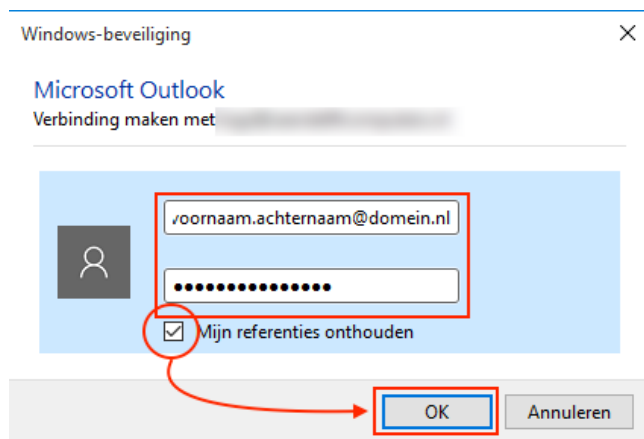 Windows-beveiliging
Microsoft Outlook
Verbinding maken met
voornaam.achternaam@domein.nl
•••••••••••••••
Mijn referenties onthouden
OK
Annuleren